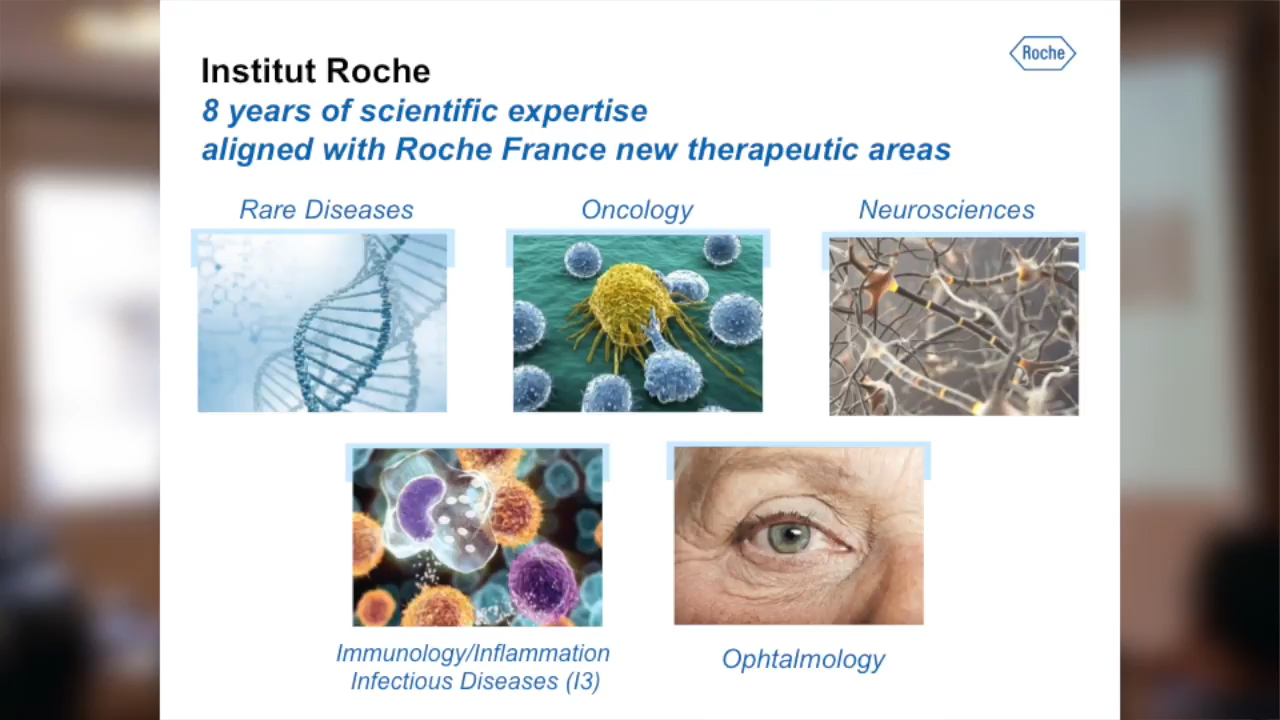 Roche
Institut Roche
8 years of scientific expertise
aligned with Roche France new therapeutic areas
Rare Diseases
Oncology
Neurosciences
Immunology/Inflammation
Infectious Diseases (I3)
Ophtalmology